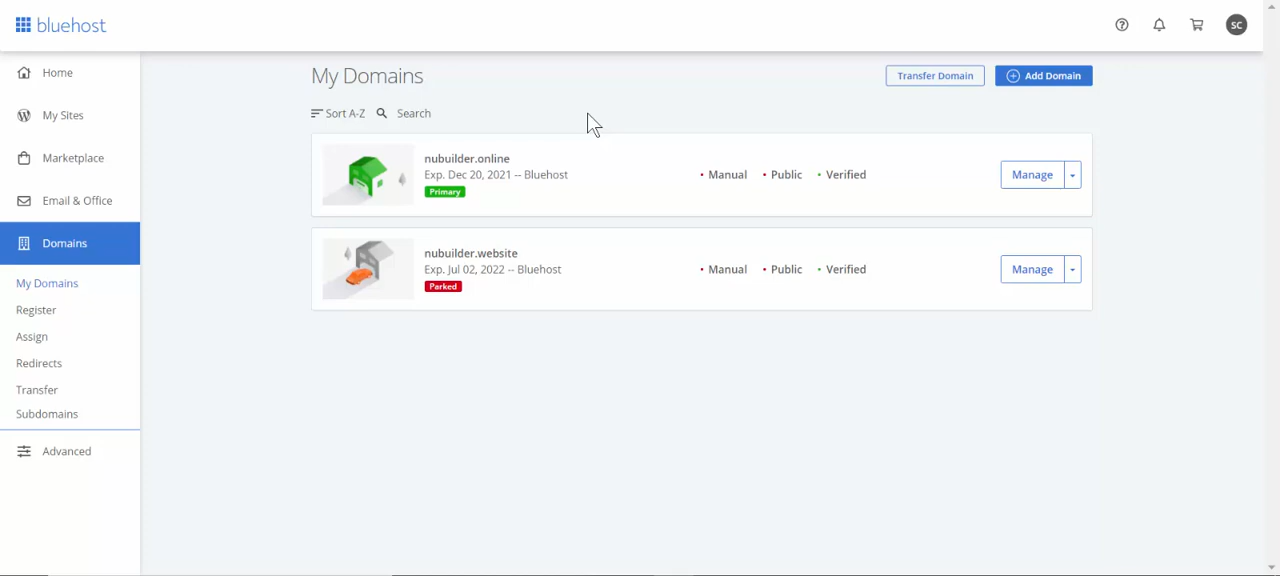 bluehost
SC
Home
My Sites
Marketplace
Email & Office
Domains
My Domains
Register
Assign
Redirects
Transfer
Subdomains
Advanced
My Domains
Transfer Domain
Add Domain
Sort A-Z
Search
nubuilder.online
Exp. Dec 20, 2021 -- Bluehost
Primary
Manual
Public
Verified
Manage
nubuilder.website
Exp. Jul 02, 2022 -- Bluehost
Parked
Manual
Public
Verified
Manage